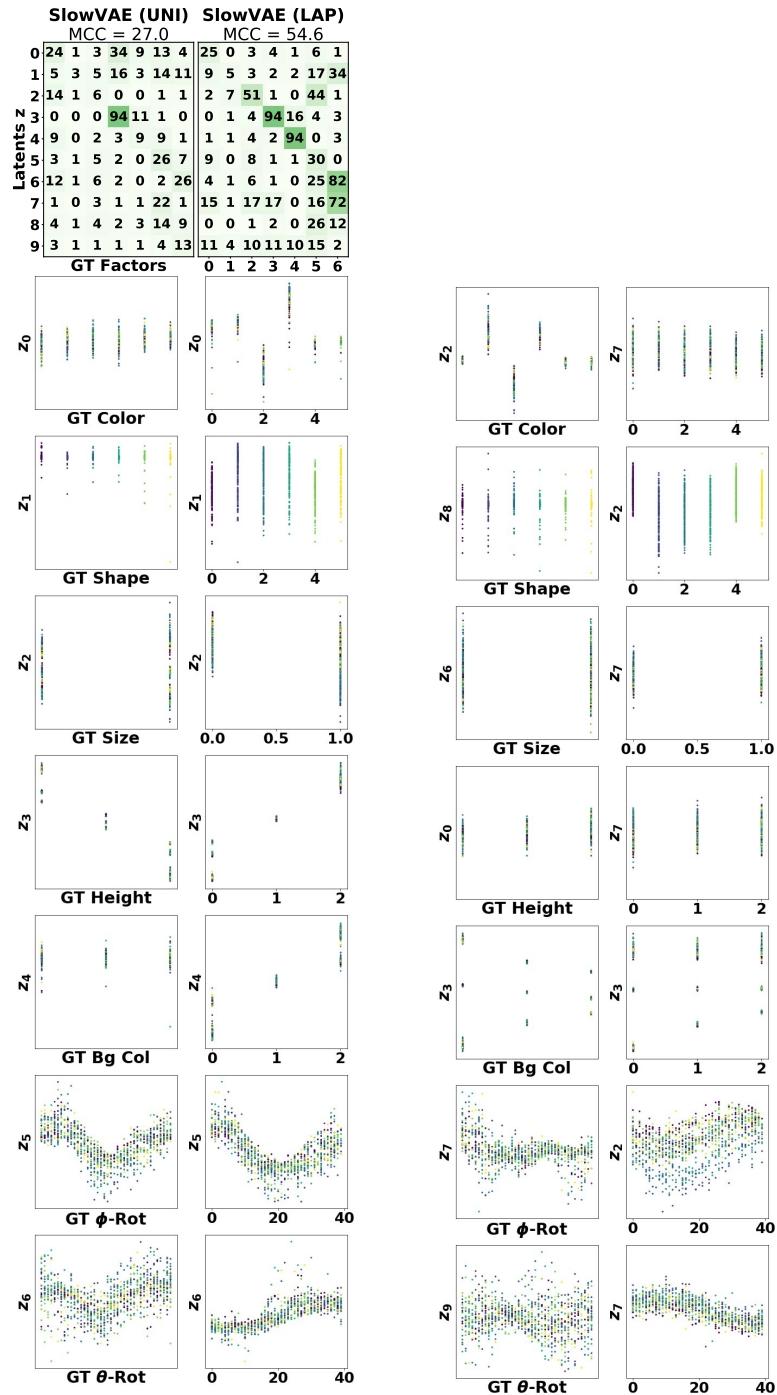 SlowVAE (UNI) SlowVAE (LAP)
MCC = 27.0 MCC = 54.6
Latents z
0 24 1 3 34 9 13 4 25 0 3 4 1 6 1
1 5 3 5 16 3 14 11 9 5 3 2 2 17 34
2 14 1 6 0 0 1 1 2 7 51 1 0 44 1
3 0 0 0 94 11 1 0 0 1 4 94 16 4 3
4 9 0 2 3 9 9 1 1 1 4 2 94 0 3
5 3 1 5 2 0 26 7 9 0 8 1 1 30 0
6 12 1 6 2 0 2 26 4 1 6 1 0 25 82
7 1 0 3 1 1 22 1 15 1 17 17 0 16 72
8 4 1 1 2 3 14 9 0 0 1 2 0 26 12
9 3 1 1 1 1 4 13 11 4 10 11 10 15 2
GT Factors 0 1 2 3 4 5 6
z0 z0 z2 z7
GT Color 0 2 4 GT Color 0 2 4
z1 z1 z8 z2
GT Shape 0 2 4 GT Shape 0 2 4
z2 z2 z6 z7
GT Size 0.0 0.5 1.0 GT Size 0.0 0.5 1.0
z3 z3 z0 z7
GT Height 0 1 2 GT Height 0 1 2
z4 z4 z3 z3
GT Bg Col 0 1 2 GT Bg Col 0 1 2
z5 z5 z7 z2
GT ϕ-Rot 0 20 40 GT ϕ-Rot 0 20 40
z6 z6 z9 z7
GT θ-Rot 0 20 40 GT θ-Rot 0 20 40